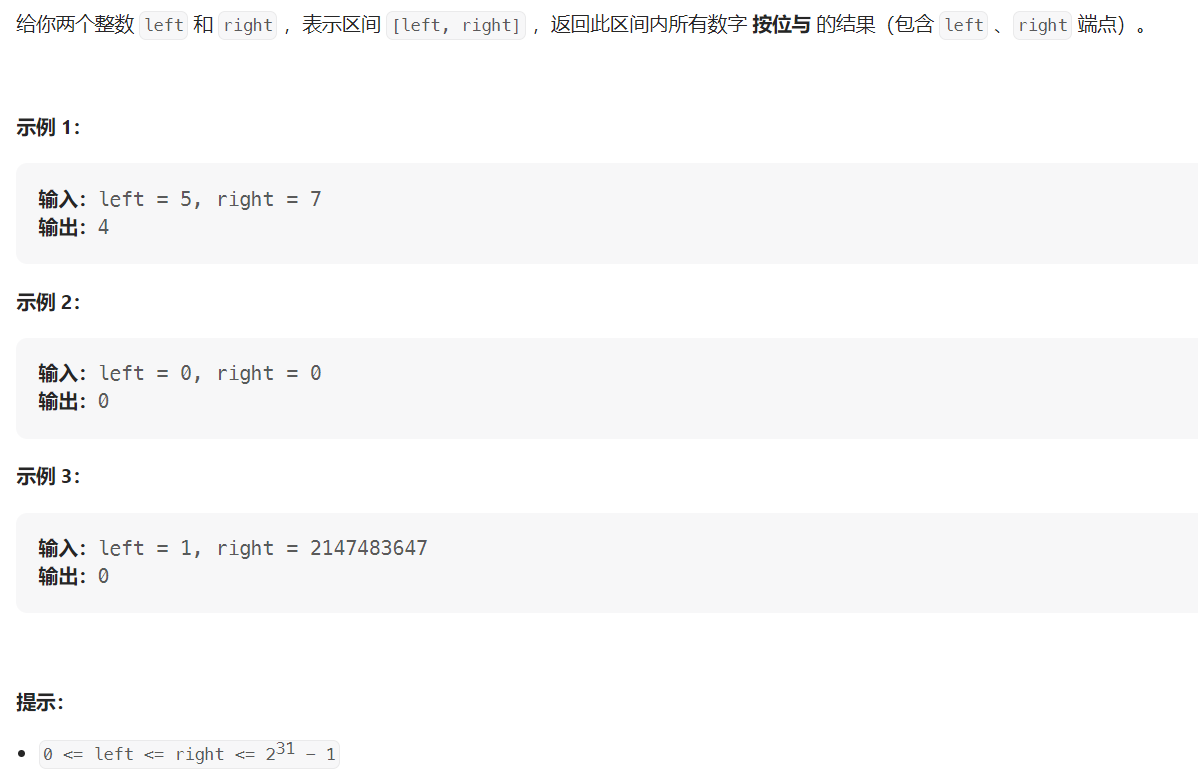 给你两个整数 left 和 right ，表示区间 [left, right] ，返回此区间内所有数字 按位与 的结果（包含 left 、right 端点）。
示例 1：
输入：left = 5, right = 7
输出：4
示例 2：
输入：left = 0, right = 0
输出：0
示例 3：
输入：left = 1, right = 2147483647
输出：0
提示：
• 0 <= left <= right <= 2^31 - 1